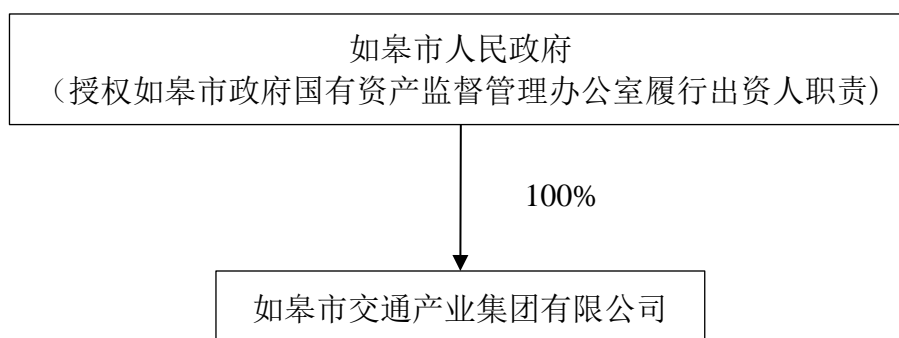 如皋市人民政府
（授权如皋市政府国有资产监督管理办公室履行出资人职责)
100%
如皋市交通产业集团有限公司